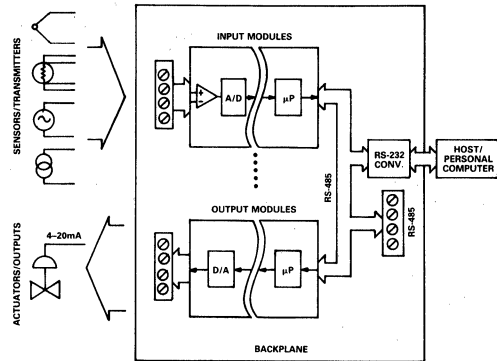 SENSORS/TRANSMITTERS
INPUT MODULES
A/D
μP
RS-485
RS-232
CONV.
HOST/
PERSONAL
COMPUTER
RS-485
ACTUATORS/OUTPUTS
4–20mA
OUTPUT MODULES
D/A
μP
BACKPLANE